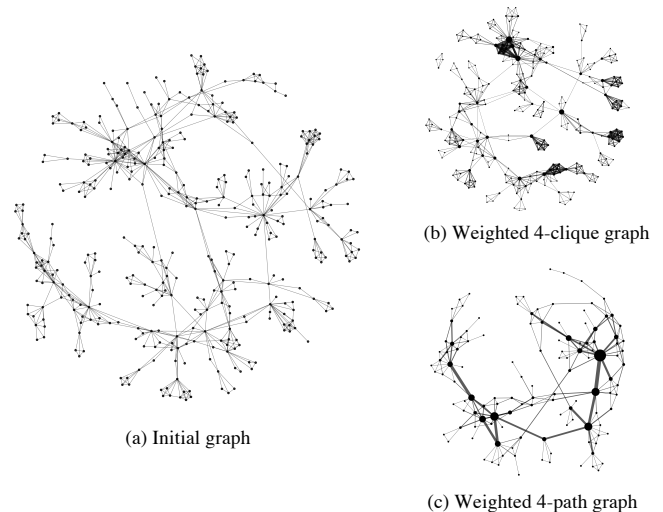 (a) Initial graph
(b) Weighted 4-clique graph
(c) Weighted 4-path graph